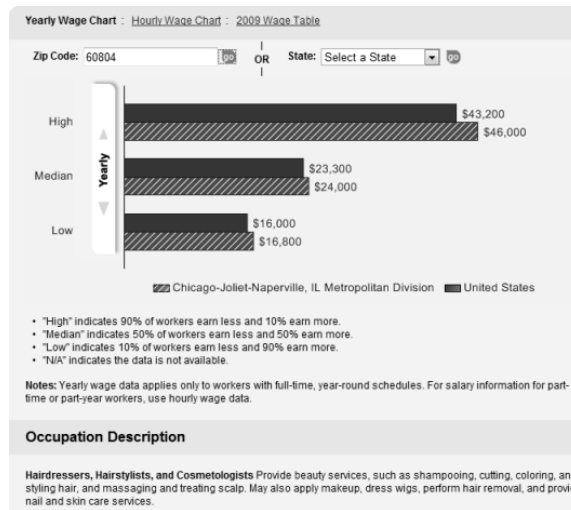 Yearly Wage Chart : Hourly Wage Chart : 2009 Wage Table
Zip Code: 60804 go OR State: Select a State go
High $43,200
$46,000
Yearly
Median $23,300
$24,000
Low $16,000
$16,800
Chicago-Joliet-Naperville, IL Metropolitan Division United States
• "High" indicates 90% of workers earn less and 10% earn more.
• "Median" indicates 50% of workers earn less and 50% earn more.
• "Low" indicates 10% of workers earn less and 90% earn more.
• "N/A" indicates the data is not available.
Notes: Yearly wage data applies only to workers with full-time, year-round schedules. For salary information for part-
time or part-year workers, use hourly wage data.
Occupation Description
Hairdressers, Hairstylists, and Cosmetologists Provide beauty services, such as shampooing, cutting, coloring, an
styling hair, and massaging and treating scalp. May also apply makeup, dress wigs, perform hair removal, and provi
nail and skin care services.